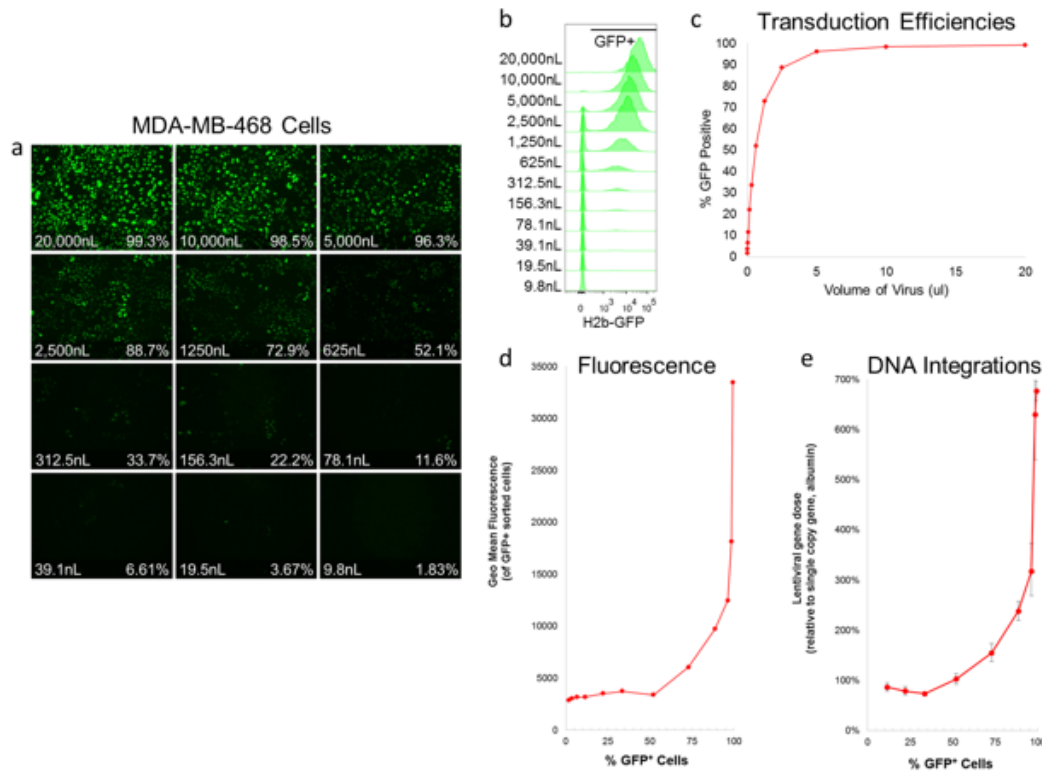 MDA-MB-468 Cells
a
20,000nL 99.3%
10,000nL 98.5%
5,000nL 96.3%
2,500nL 88.7%
1250nL 72.9%
625nL 52.1%
312.5nL 33.7%
156.3nL 22.2%
78.1nL 11.6%
39.1nL 6.61%
19.5nL 3.67%
9.8nL 1.83%
b
GFP+
20,000nL
10,000nL
5,000nL
2,500nL
1,250nL
625nL
312.5nL
156.3nL
78.1nL
39.1nL
19.5nL
9.8nL
0 10³ 10⁴ 10⁵
H2b-GFP
c
Transduction Efficiencies
% GFP Positive
100
90
80
70
60
50
40
30
20
10
0
0 5 10 15 20
Volume of Virus (ul)
d
Fluorescence
Geo Mean Fluorescence
(of GFP+ sorted cells)
35000
30000
25000
20000
15000
10000
5000
0
0 25 50 75 100
% GFP⁺ Cells
e
DNA Integrations
Lentiviral gene dose
(relative to single copy gene, albumin)
700%
600%
500%
400%
300%
200%
100%
0%
0 25 50 75 100
% GFP⁺ Cells